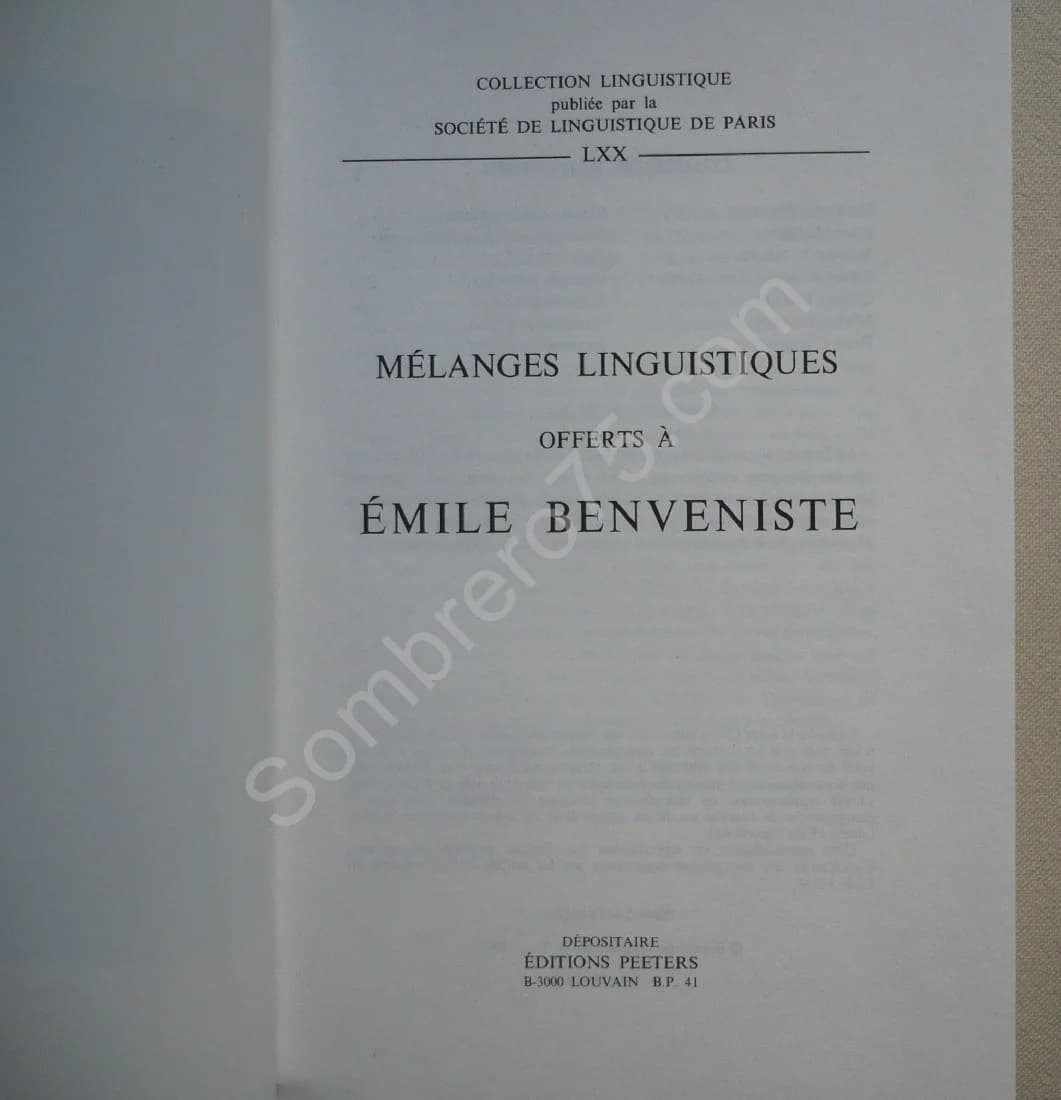 COLLECTION LINGUISTIQUE
publiée par la
SOCIÉTÉ DE LINGUISTIQUE DE PARIS
LXX
MÉLANGES LINGUISTIQUES
OFFERTS À
ÉMILE BENVENISTE
Sombrero75.com
DÉPOSITAIRE
ÉDITIONS PEETERS
B-3000 LOUVAIN B.P. 41